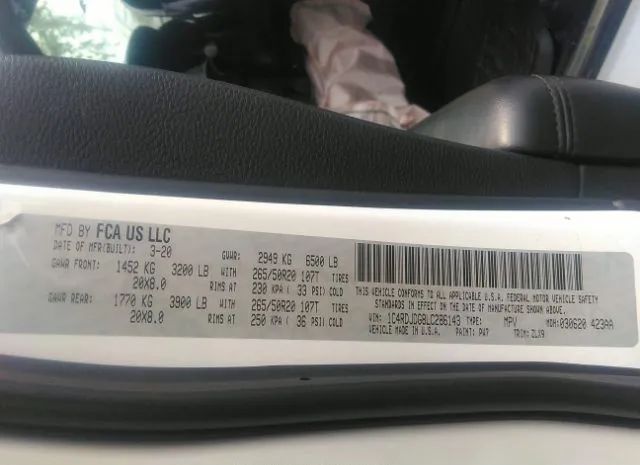 MFD BY FCA US LLC
DATE OF MFR(BUILT): 3-20 GVWR: 2949 KG 6500 LB
GAWR FRONT: 1452 KG 3200 LB WITH 265/50R20 107T TIRES
20X8.0 RIMS AT 230 KPA ( 33 PSI) COLD
GAWR REAR: 1770 KG 3900 LB WITH 265/50R20 107T TIRES
20X8.0 RIMS AT 250 KPA ( 36 PSI) COLD
THIS VEHICLE CONFORMS TO ALL APPLICABLE U.S.A. FEDERAL MOTOR VEHICLE SAFETY
STANDARDS IN EFFECT ON THE DATE OF MANUFACTURE SHOWN ABOVE.
VIN: 1C4RDJDG8LC286143 MPV MDH: 030620 423AA
VEHICLE MADE IN U.S.A. PAINT: PW7 TRIM: ZLX9